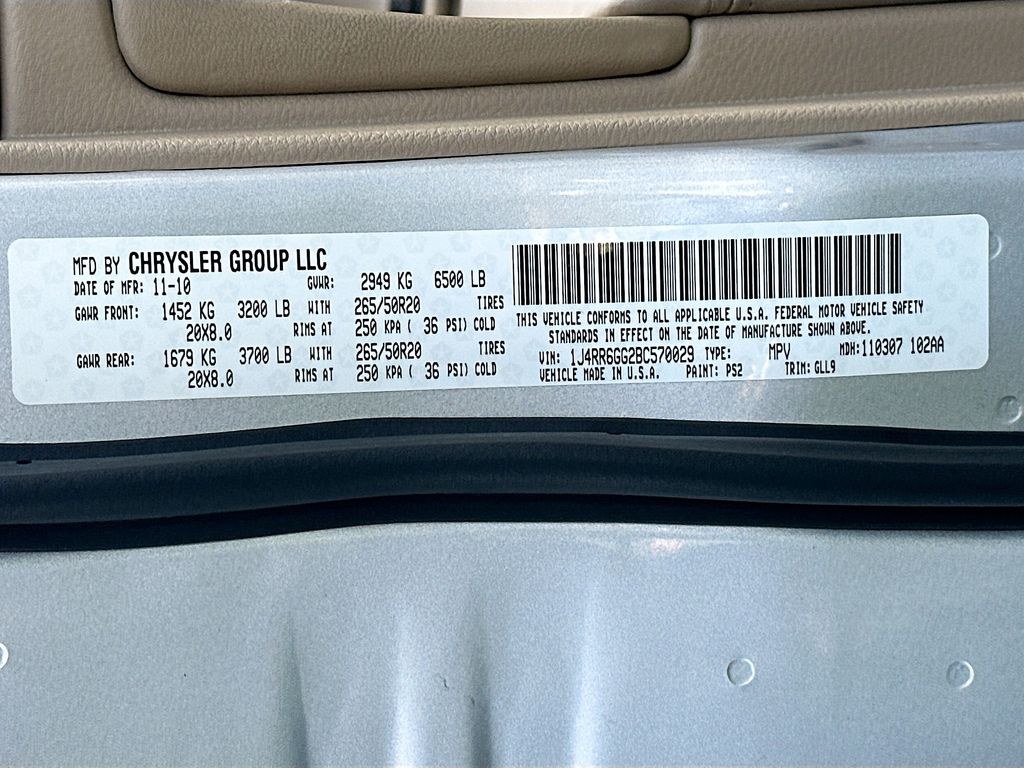 MFD BY CHRYSLER GROUP LLC
DATE OF MFR: 11-10 GVWR: 2949 KG 6500 LB
GAWR FRONT: 1452 KG 3200 LB WITH 265/50R20 TIRES
20X8.0 RIMS AT 250 KPA ( 36 PSI) COLD
GAWR REAR: 1679 KG 3700 LB WITH 265/50R20 TIRES
20X8.0 RIMS AT 250 KPA ( 36 PSI) COLD
THIS VEHICLE CONFORMS TO ALL APPLICABLE U.S.A. FEDERAL MOTOR VEHICLE SAFETY
STANDARDS IN EFFECT ON THE DATE OF MANUFACTURE SHOWN ABOVE.
VIN: 1J4RR6GG2BC570029 TYPE: MPV MDH:110307 102AA
VEHICLE MADE IN U.S.A. PAINT: PS2 TRIM:GLL9